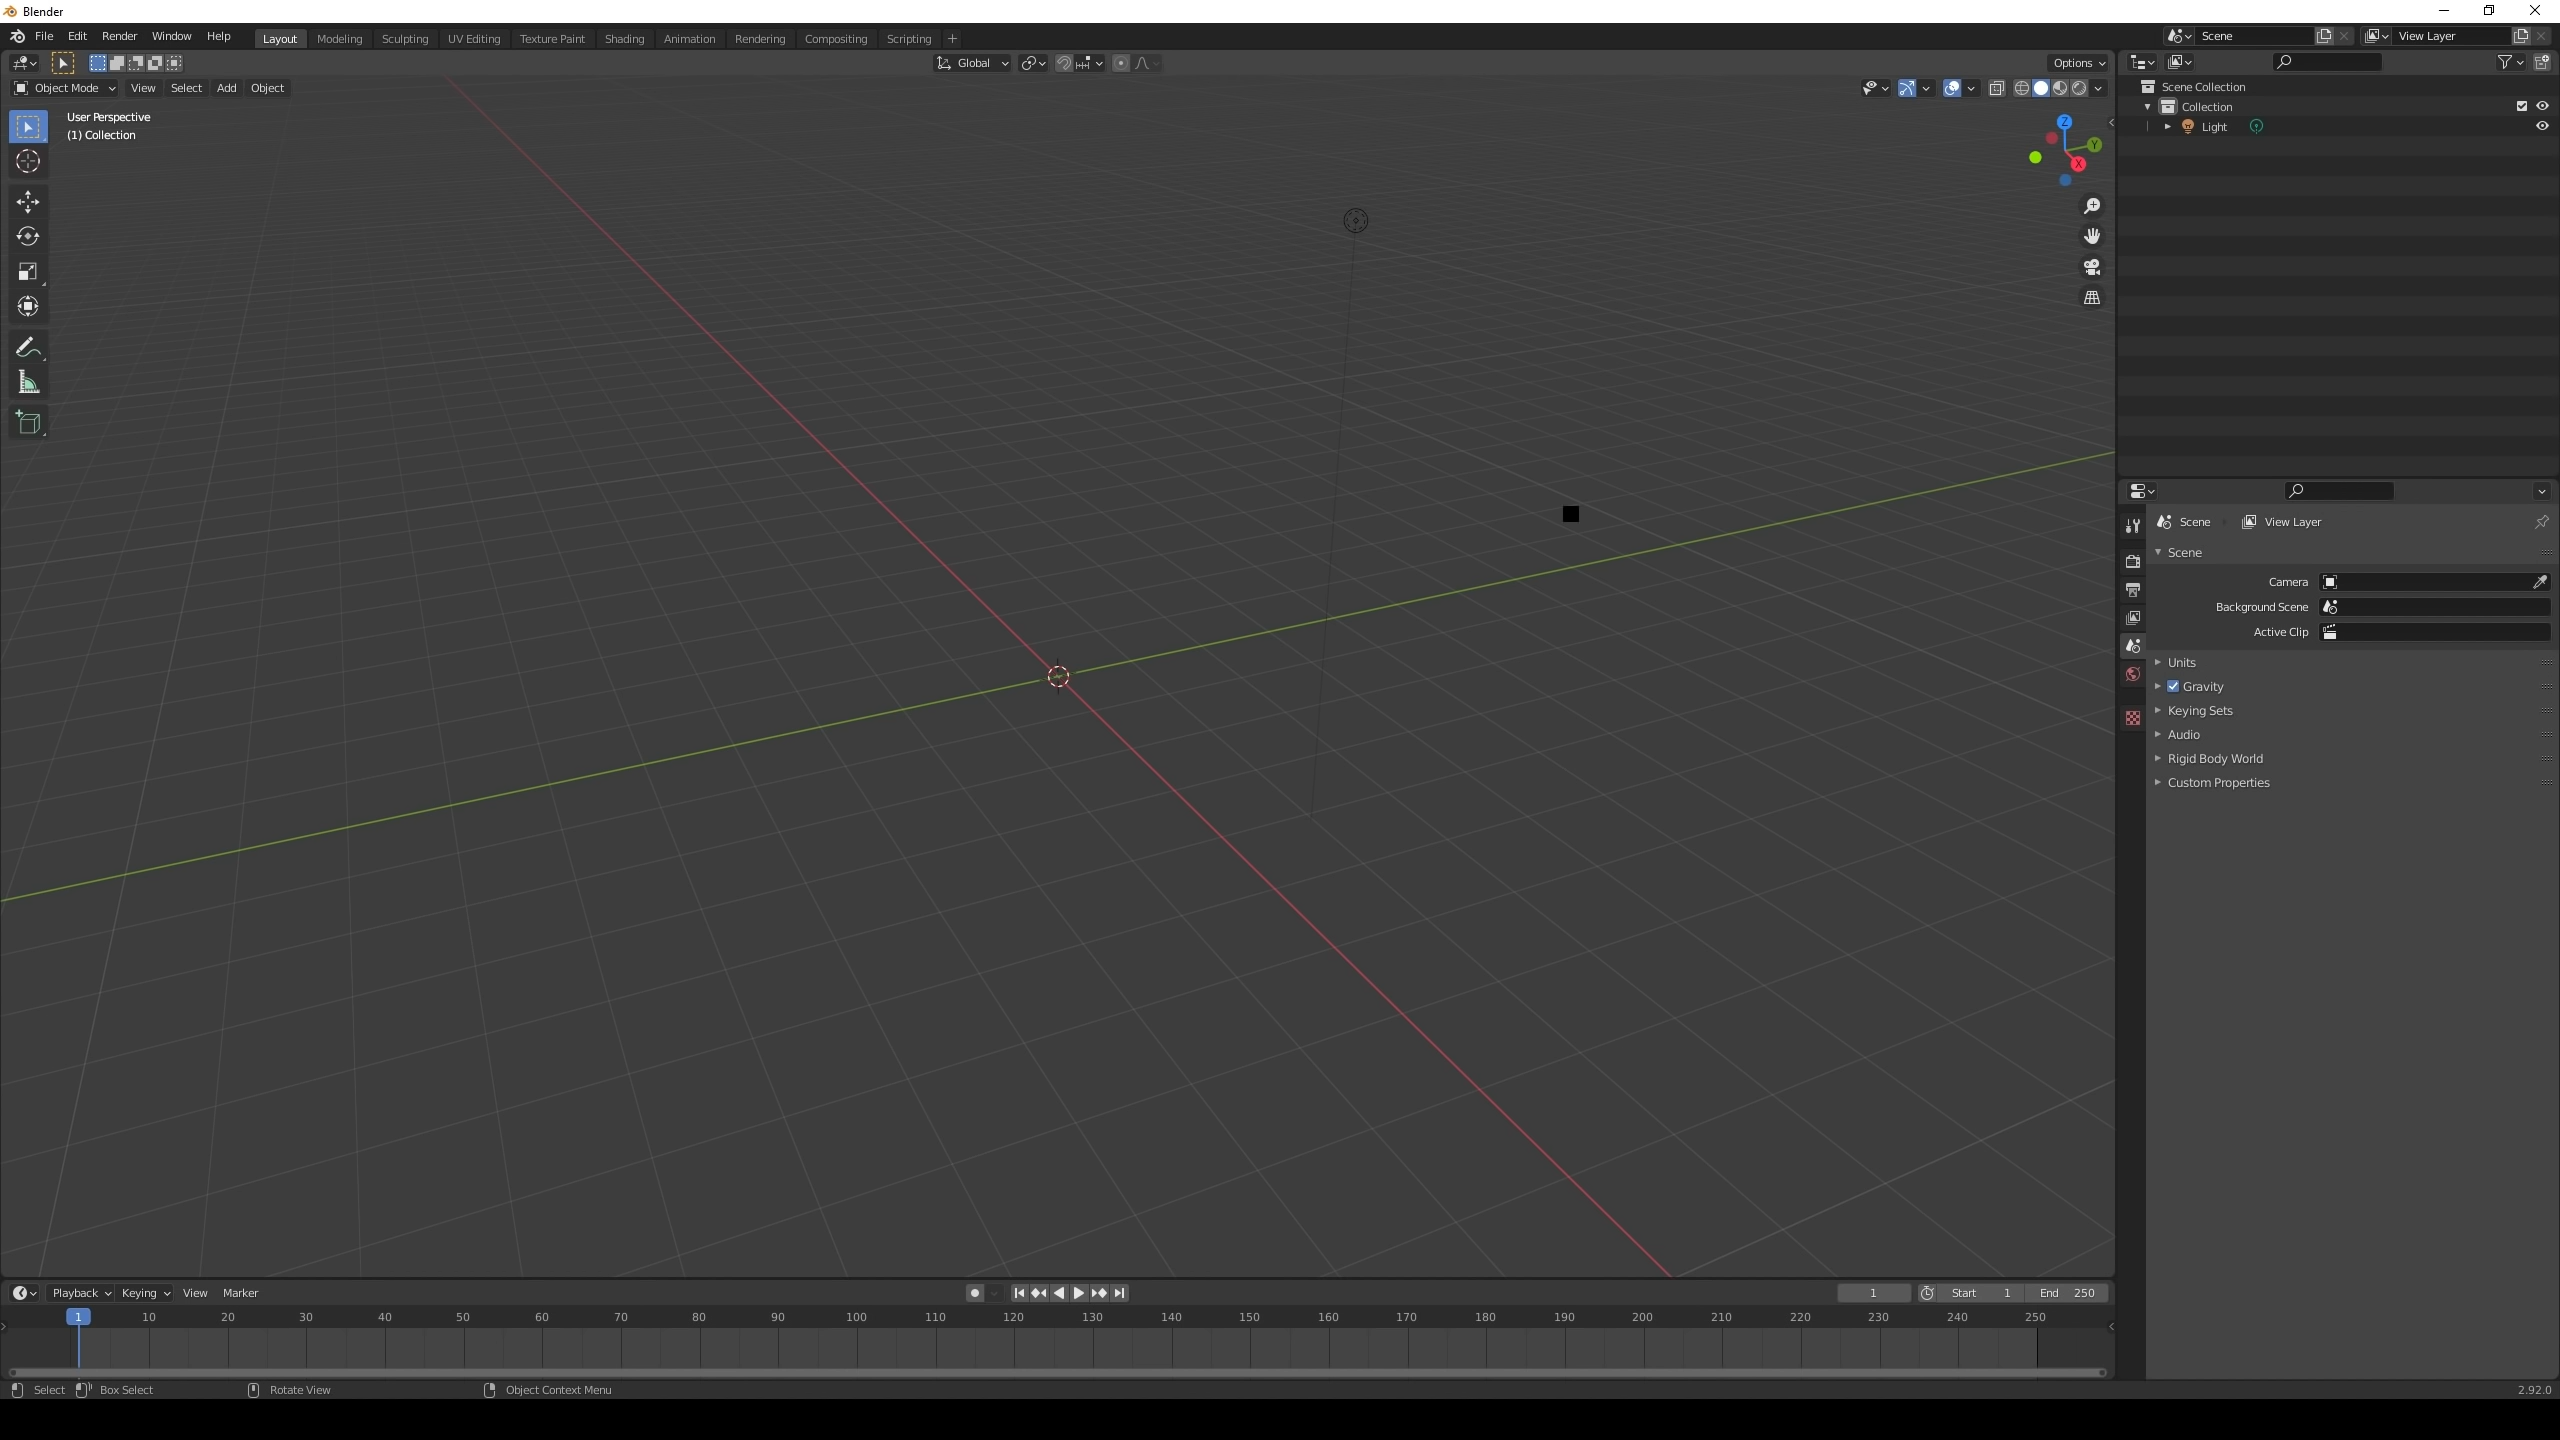 Blender
File Edit Render Window Help Layout Modeling Sculpting UV Editing Texture Paint Shading Animation Rendering Compositing Scripting + Scene View Layer
Global Options
Object Mode View Select Add Object
User Perspective
(1) Collection
Z
Y
X
Scene Collection
Collection
Light
Scene View Layer
Scene
Camera
Background Scene
Active Clip
Units
Gravity
Keying Sets
Audio
Rigid Body World
Custom Properties
Playback Keying View Marker 1 Start 1 End 250
1 10 20 30 40 50 60 70 80 90 100 110 120 130 140 150 160 170 180 190 200 210 220 230 240 250
Select Box Select Rotate View Object Context Menu 2.92.0